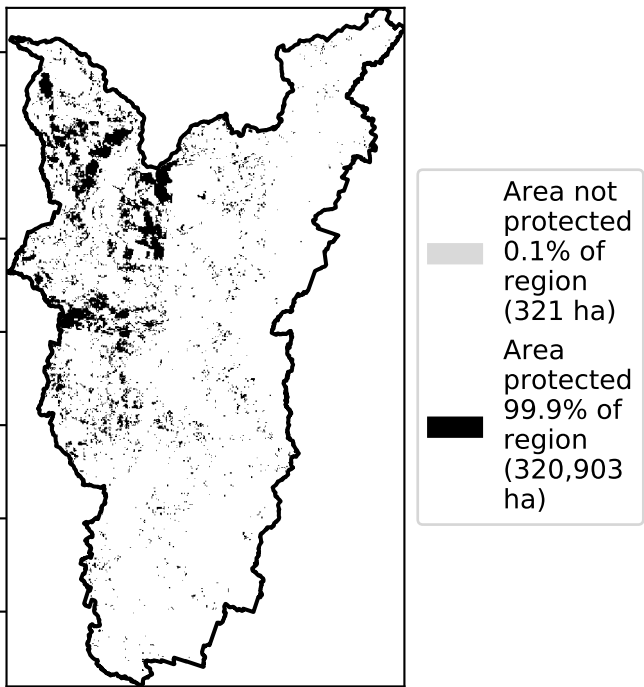 Area not
protected
0.1% of
region
(321 ha)
Area
protected
99.9% of
region
(320,903
ha)